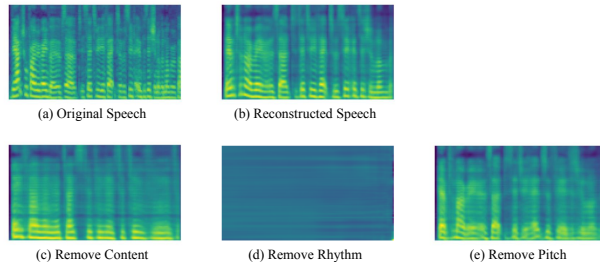 (a) Original Speech
(b) Reconstructed Speech
(c) Remove Content
(d) Remove Rhythm
(e) Remove Pitch